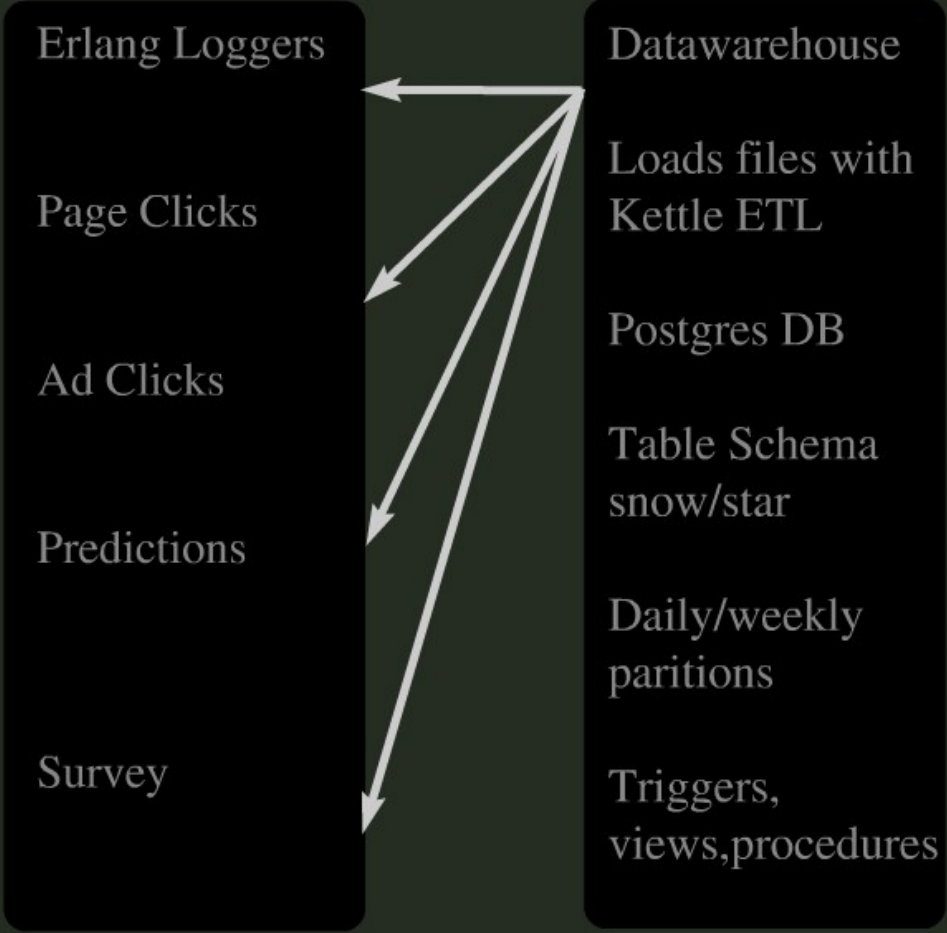 Erlang Loggers
Page Clicks
Ad Clicks
Predictions
Survey
Datawarehouse
Loads files with
Kettle ETL
Postgres DB
Table Schema
snow/star
Daily/weekly
paritions
Triggers,
views,procedures